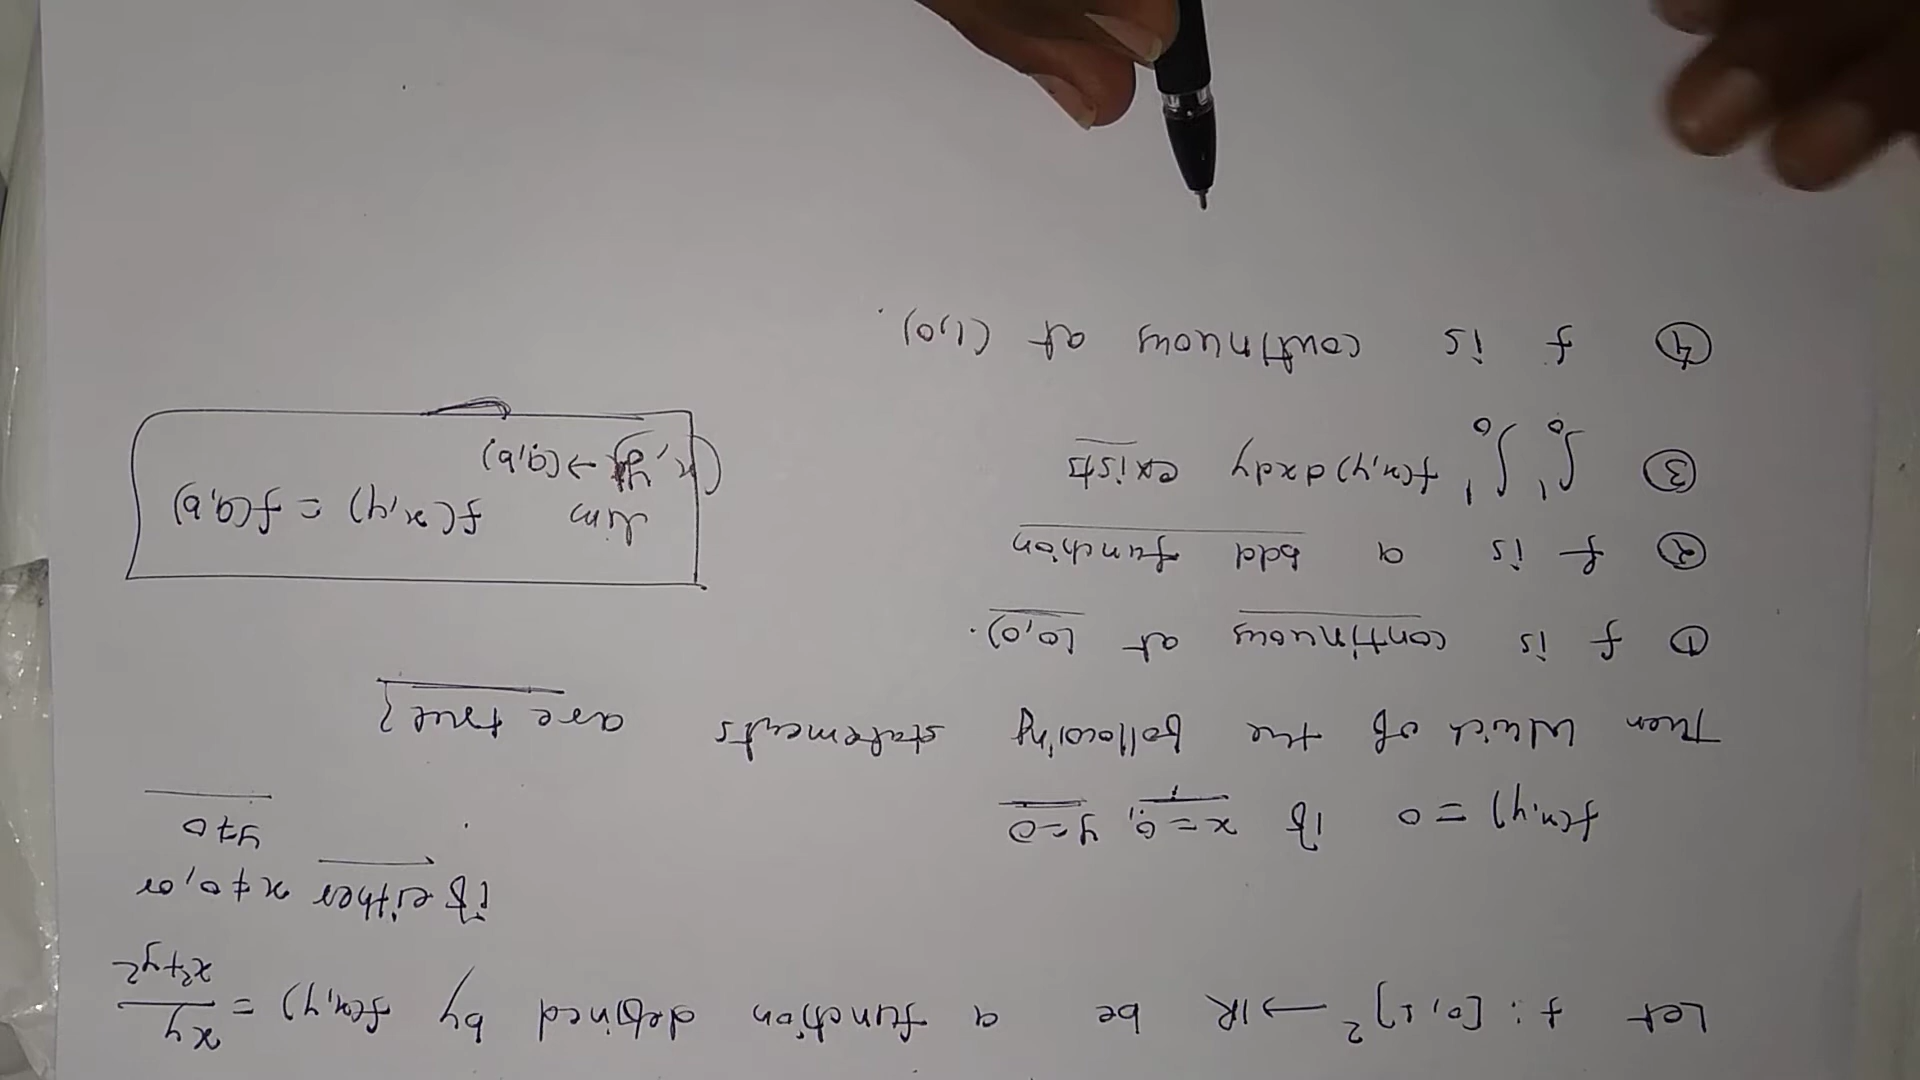 Let f: [0,1]² → IR be a function defined by f(x,y) = xy/x²+y²
if either x≠0, or
y≠0
f(x,y) = 0 if x=0, y=0
Then which of the following statements are true?
① f is continuous at (0,0).
② f is a bdd function
③ ∫₀¹ ∫₀¹ f(x,y) dxdy exists
④ f is continuous at (1,0).
lim f(x,y) = f(a,b)
(x,y)→(a,b)